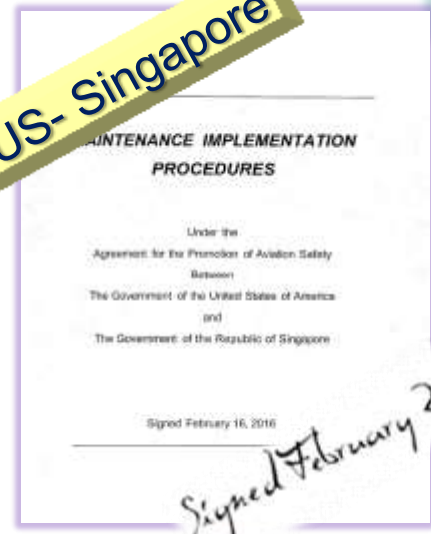 US- Singapore
AINTENANCE IMPLEMENTATION
PROCEDURES
Under the
Agreement for the Promotion of Aviation Safety
Between
The Government of the United States of America
and
The Government of the Republic of Singapore
Signed February 16, 2016
Signed February 2